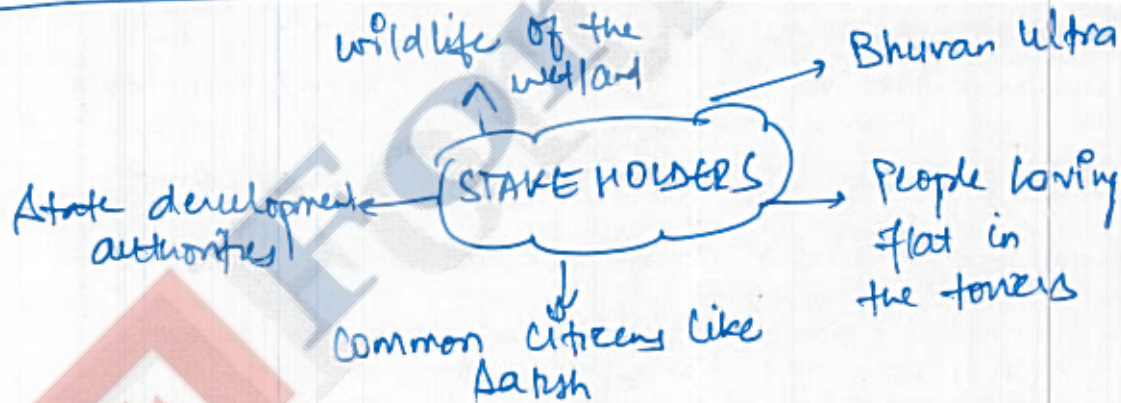 wildlife of the
wetland
Bhuvan Ultra
STAKE HOLDERS
State development
authorities
People having
flat in
the towers
Common citizens like
FOR